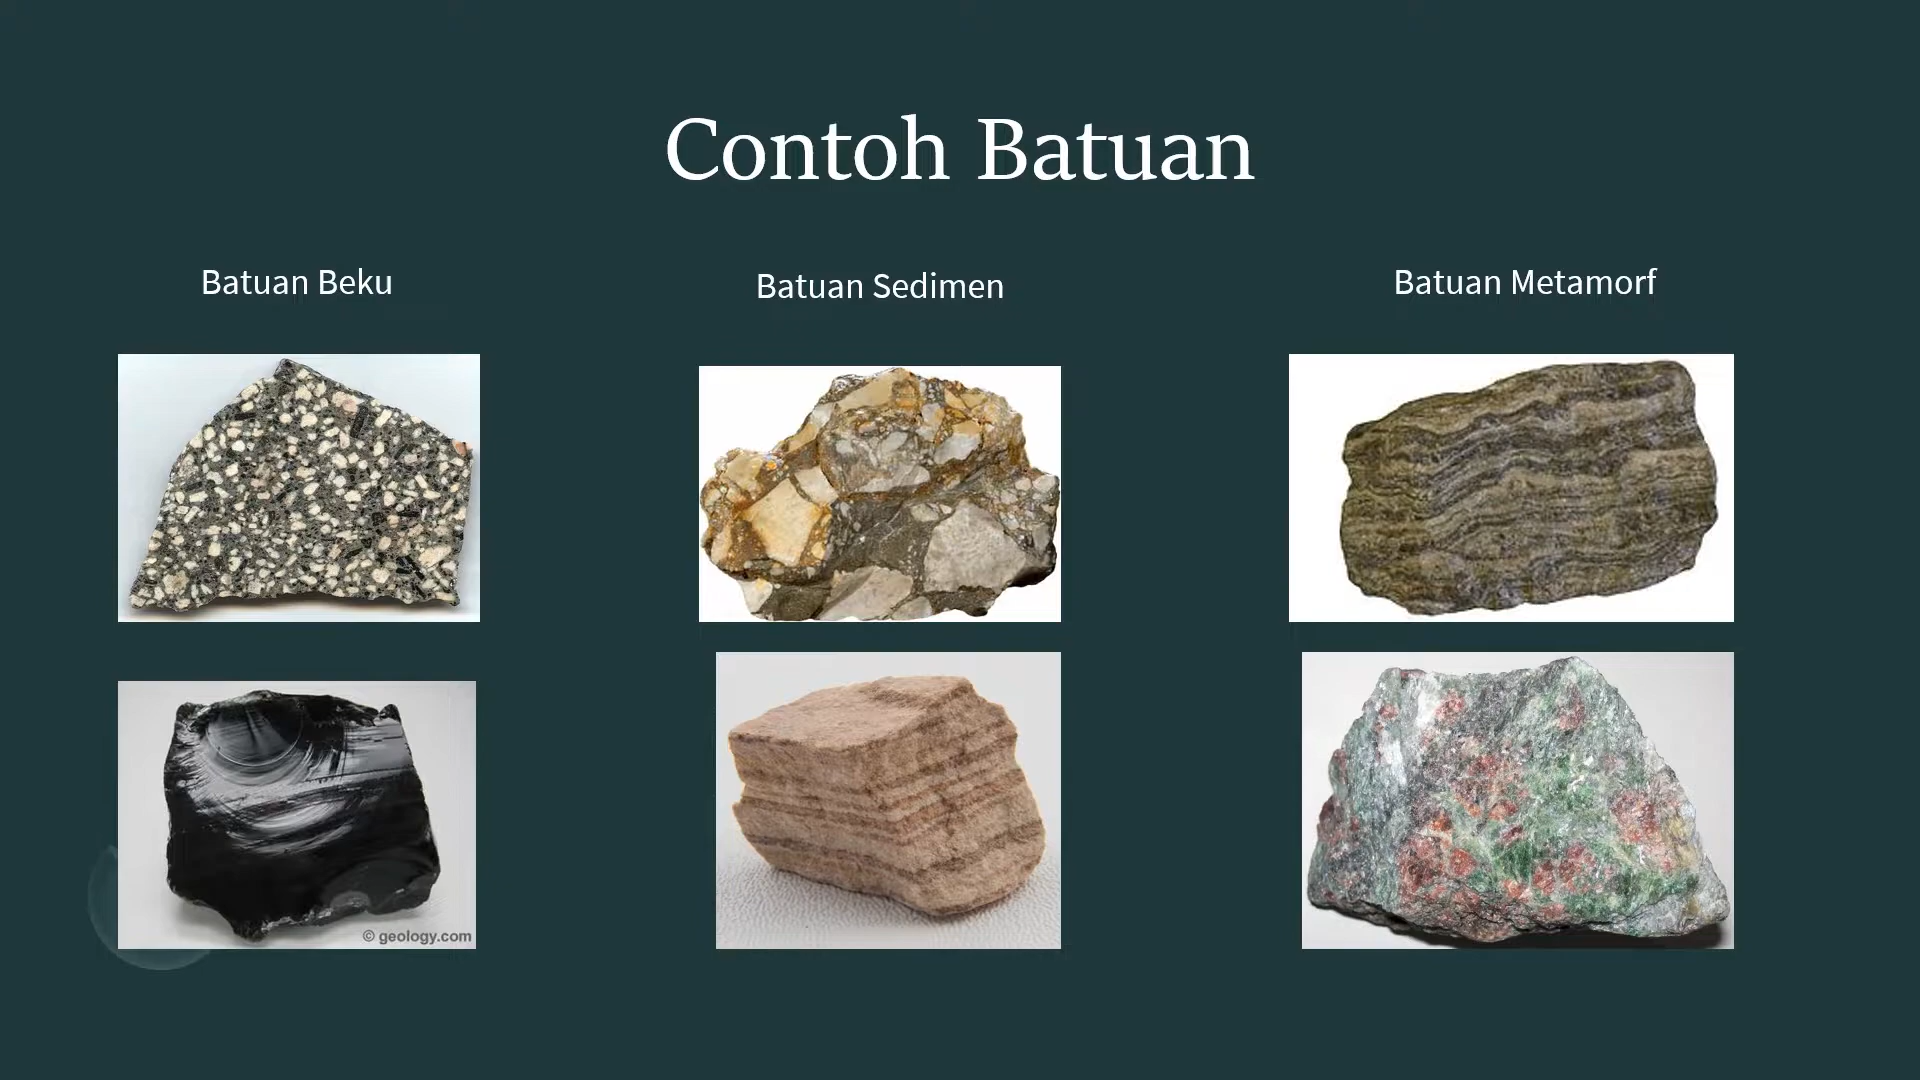 Contoh Batuan
Batuan Beku
Batuan Sedimen
Batuan Metamorf
© geology.com